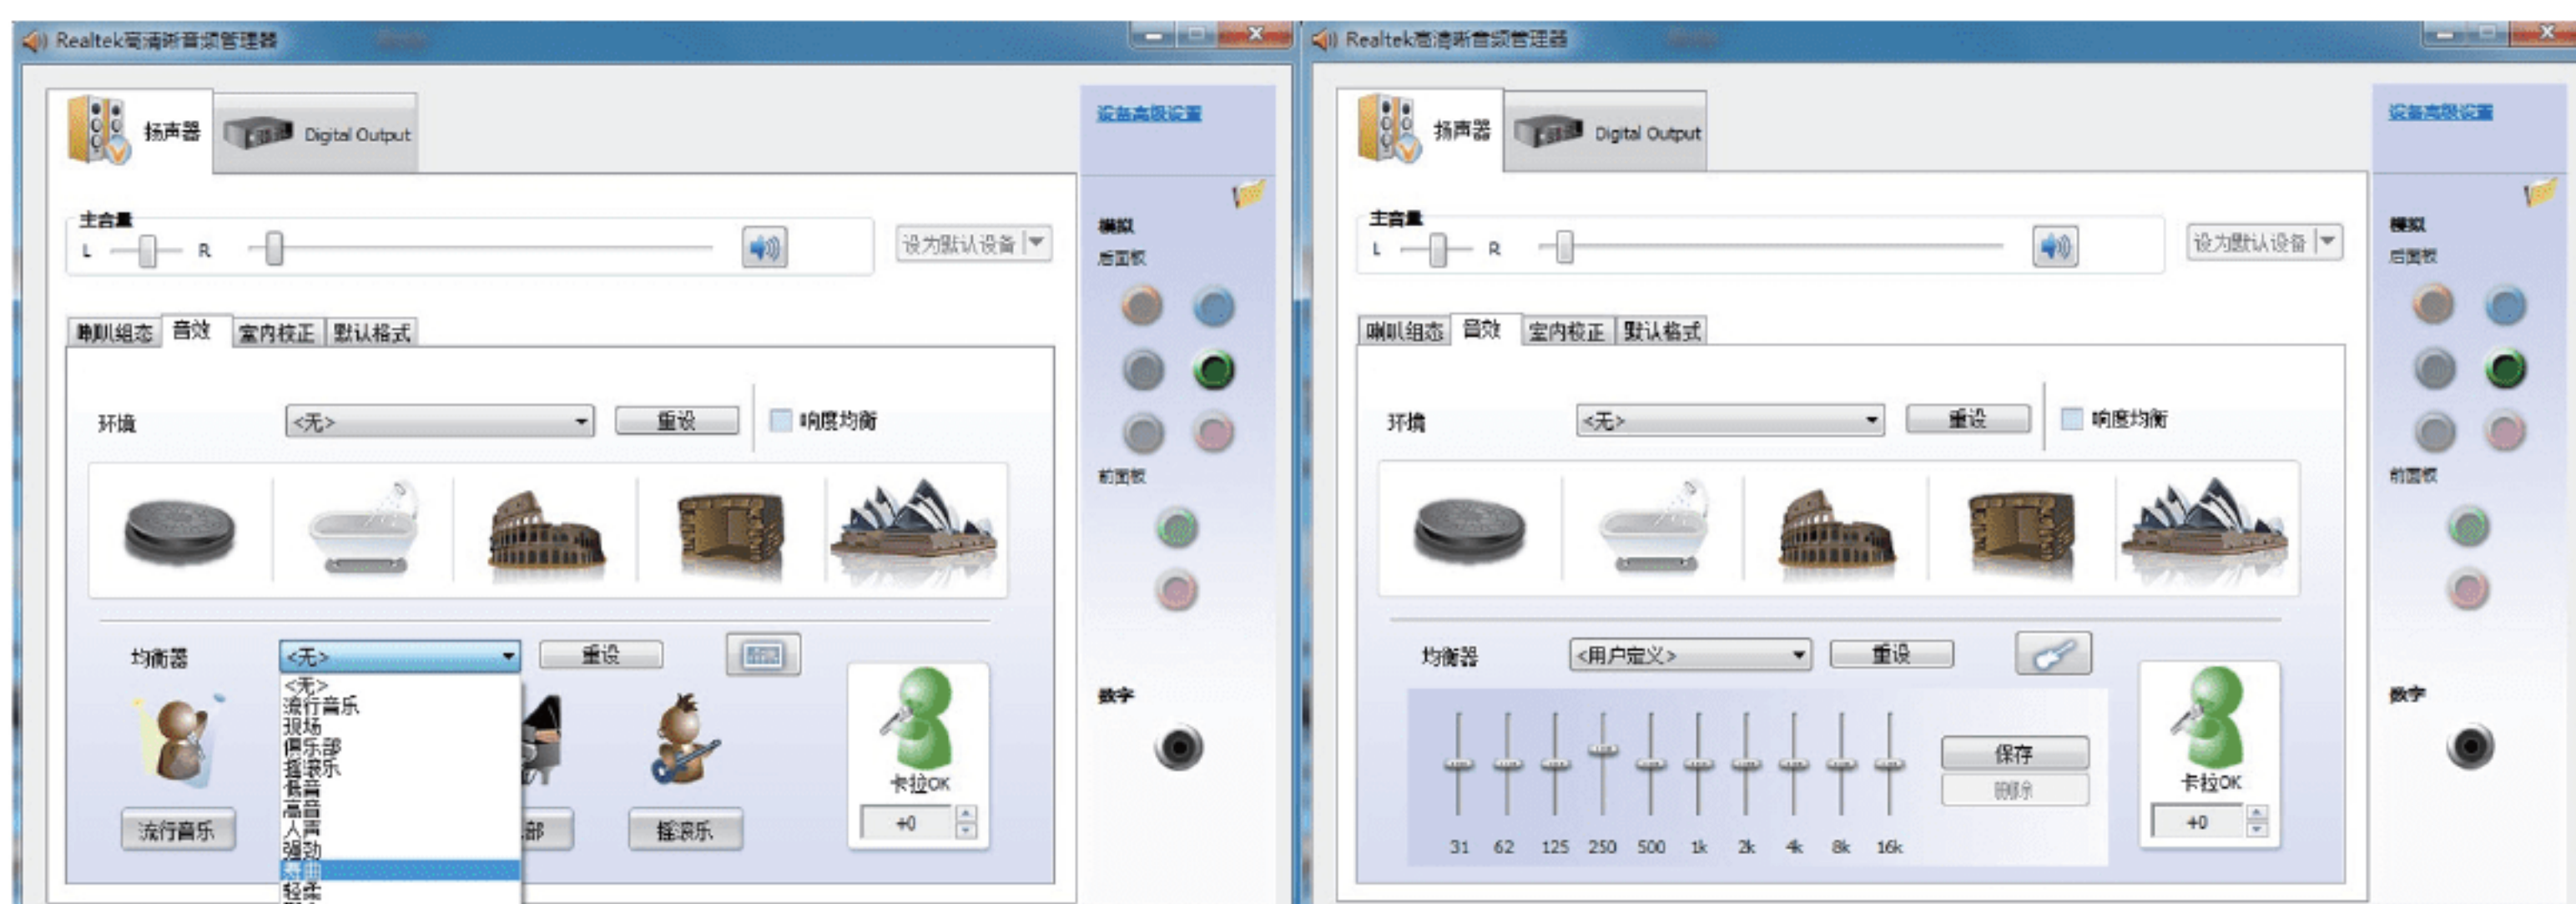 Realtek高清晰音频管理器
扬声器
Digital Output
设备高级设置
主音量
L
R
设为默认设备
模拟
后面板
喇叭组态
音效
室内校正
默认格式
环境
<无>
重设
响度均衡
前面板
均衡器
<无>
重设
<无>
流行音乐
现场
俱乐部
摇滚乐
低音
高音
人声
强劲
舞曲
轻柔
流行音乐
部
摇滚乐
卡拉OK
+0
数字
Realtek高清晰音频管理器
扬声器
Digital Output
设备高级设置
主音量
L
R
设为默认设备
模拟
后面板
喇叭组态
音效
室内校正
默认格式
环境
<无>
重设
响度均衡
前面板
均衡器
<用户定义>
重设
31 62 125 250 500 1k 2k 4k 8k 16k
保存
删除
卡拉OK
+0
数字